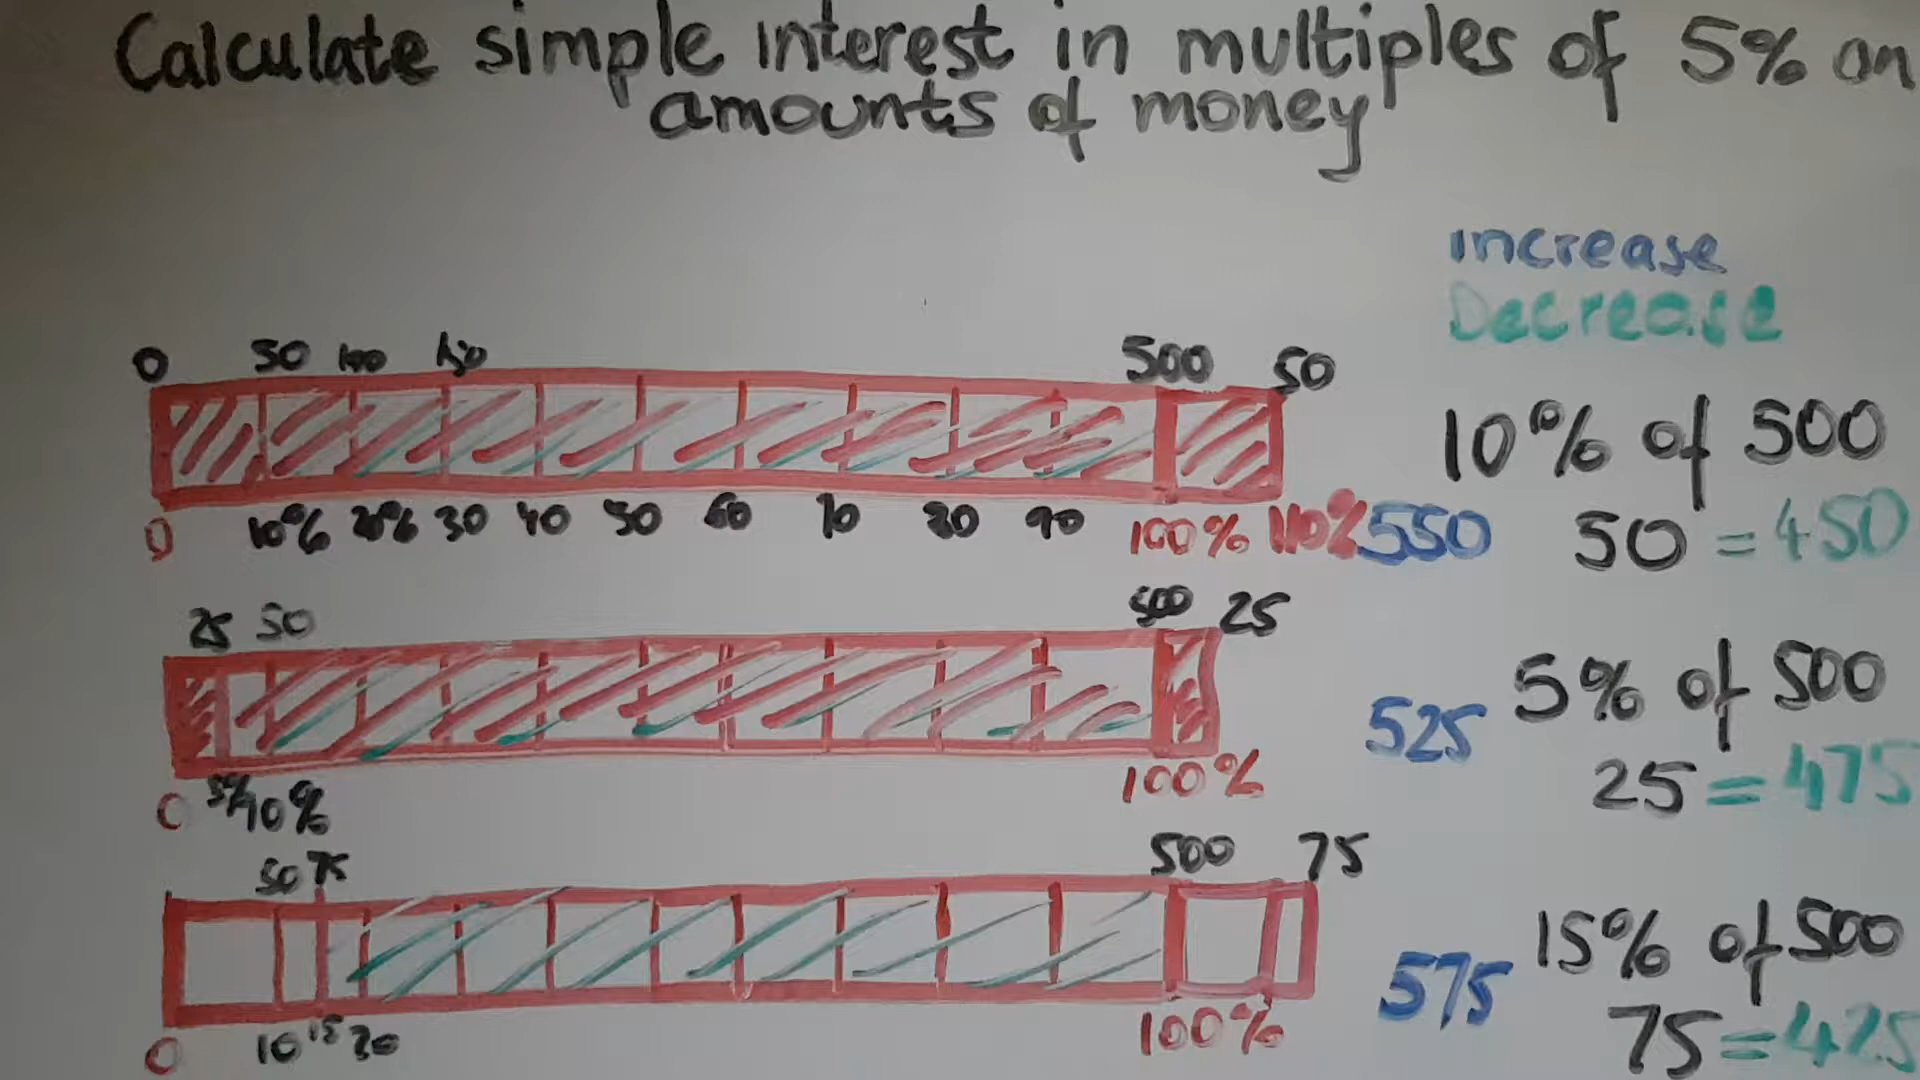 Calculate simple interest in multiples of 5% on
amounts of money
increase
Decrease
0 50 100 150 500 50
10% of 500
0 10% 20% 30 40 50 60 70 80 90 100% 110% 550
50 = 450
25 50 500 25
525 5% of 500
0 5% 10% 100%
25 = 475
50 75 500 75
575 15% of 500
0 10 15 20 100%
75 = 425